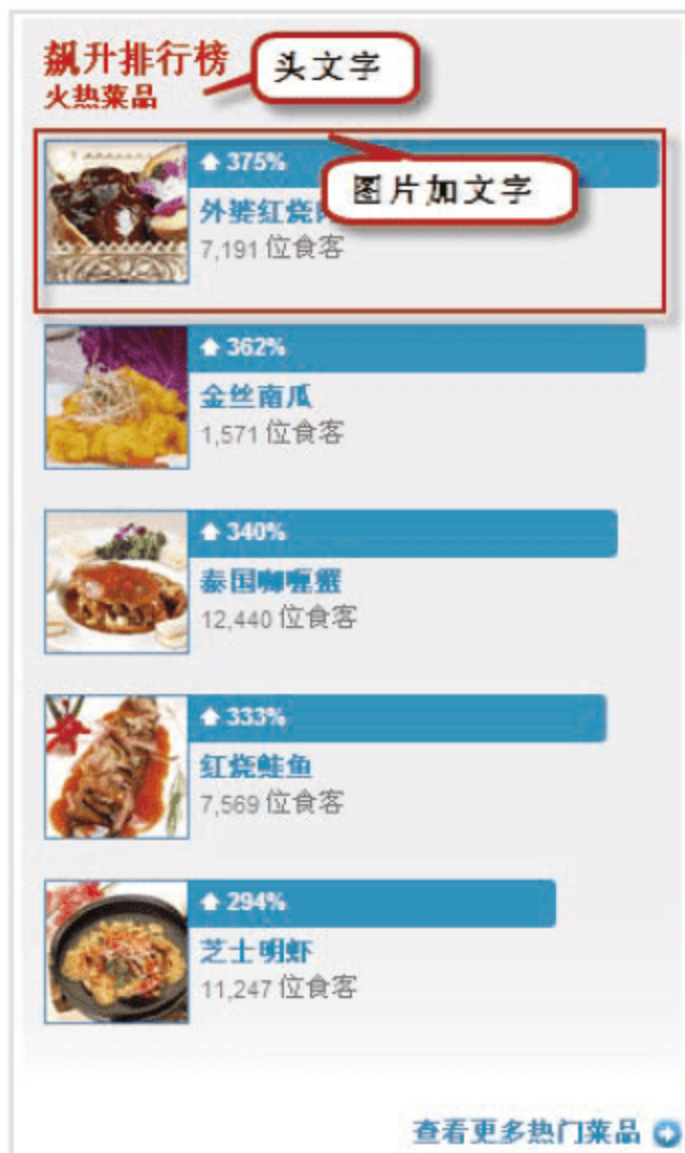 飙升排行榜
头文字
火热菜品
375%
图片加文字
外婆红烧
7,191 位食客
362%
金丝南瓜
1,571 位食客
340%
泰国咖喱蟹
12,440 位食客
333%
红烧鲑鱼
7,569 位食客
294%
芝士明虾
11,247 位食客
查看更多热门菜品